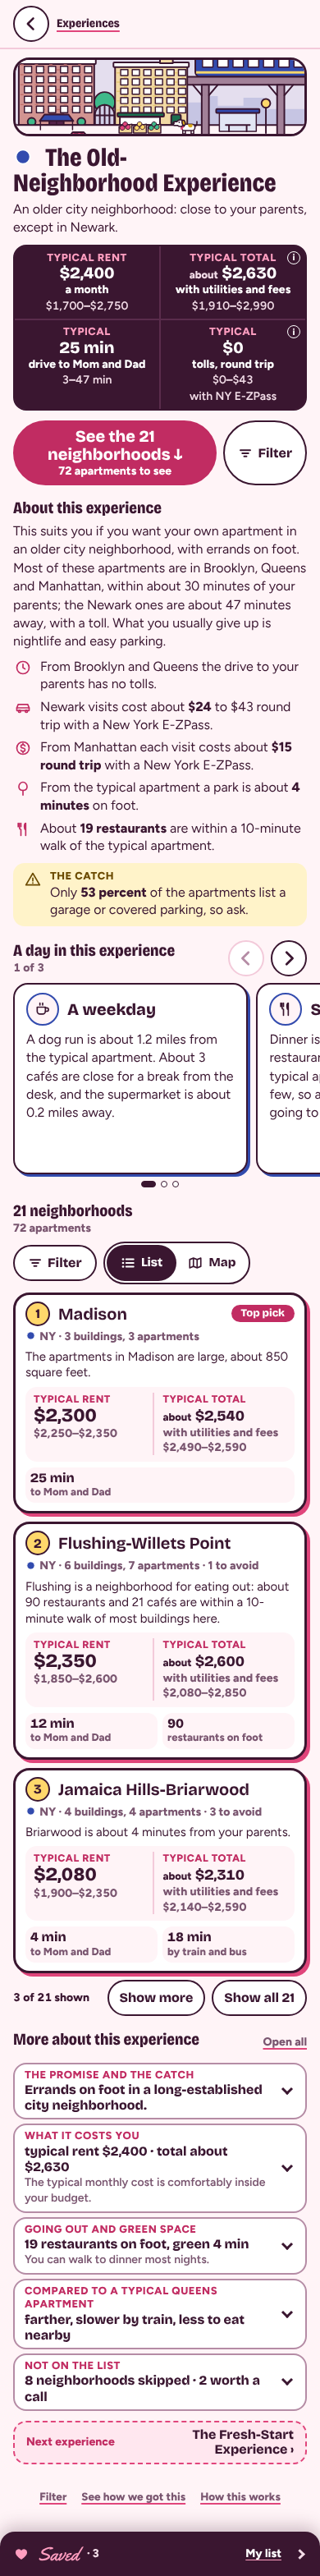 Experiences
The Old-
Neighborhood Experience
An older city neighborhood: close to your parents,
except in Newark.
TYPICAL RENT
$2,400
a month
$1,700–$2,750
TYPICAL TOTAL
about $2,630
with utilities and fees
$1,910–$2,990
TYPICAL
25 min
drive to Mom and Dad
3–47 min
TYPICAL
$0
tolls, round trip
$0–$43
with NY E-ZPass
See the 21
neighborhoods ↓
72 apartments to see
Filter
About this experience
This suits you if you want your own apartment in
an older city neighborhood, with errands on foot.
Most of these apartments are in Brooklyn, Queens
and Manhattan, within about 30 minutes of your
parents; the Newark ones are about 47 minutes
away, with a toll. What you usually give up is
nightlife and easy parking.
From Brooklyn and Queens the drive to your
parents has no tolls.
Newark visits cost about $24 to $43 round
trip with a New York E-ZPass.
From Manhattan each visit costs about $15
round trip with a New York E-ZPass.
From the typical apartment a park is about 4
minutes on foot.
About 19 restaurants are within a 10-minute
walk of the typical apartment.
THE CATCH
Only 53 percent of the apartments list a
garage or covered parking, so ask.
A day in this experience
1 of 3
A weekday
A dog run is about 1.2 miles from
the typical apartment. About 3
cafés are close for a break from the
desk, and the supermarket is about
0.2 miles away.
S
Dinner is
restauran
typical ap
few, so a
going to
21 neighborhoods
72 apartments
Filter
List
Map
1
Madison
Top pick
NY · 3 buildings, 3 apartments
The apartments in Madison are large, about 850
square feet.
TYPICAL RENT
$2,300
$2,250–$2,350
TYPICAL TOTAL
about $2,540
with utilities and fees
$2,490–$2,590
25 min
to Mom and Dad
2
Flushing-Willets Point
NY · 6 buildings, 7 apartments · 1 to avoid
Flushing is a neighborhood for eating out: about
90 restaurants and 21 cafés are within a 10-
minute walk of most buildings here.
TYPICAL RENT
$2,350
$1,850–$2,600
TYPICAL TOTAL
about $2,600
with utilities and fees
$2,080–$2,850
12 min
to Mom and Dad
90
restaurants on foot
3
Jamaica Hills-Briarwood
NY · 4 buildings, 4 apartments · 3 to avoid
Briarwood is about 4 minutes from your parents.
TYPICAL RENT
$2,080
$1,900–$2,350
TYPICAL TOTAL
about $2,310
with utilities and fees
$2,140–$2,590
4 min
to Mom and Dad
18 min
by train and bus
3 of 21 shown
Show more
Show all 21
More about this experience
Open all
THE PROMISE AND THE CATCH
Errands on foot in a long-established
city neighborhood.
WHAT IT COSTS YOU
typical rent $2,400 · total about
$2,630
The typical monthly cost is comfortably inside
your budget.
GOING OUT AND GREEN SPACE
19 restaurants on foot, green 4 min
You can walk to dinner most nights.
COMPARED TO A TYPICAL QUEENS
APARTMENT
farther, slower by train, less to eat
nearby
NOT ON THE LIST
8 neighborhoods skipped · 2 worth a
call
Next experience
The Fresh-Start
Experience ›
Filter
See how we got this
How this works
Saved · 3
My list